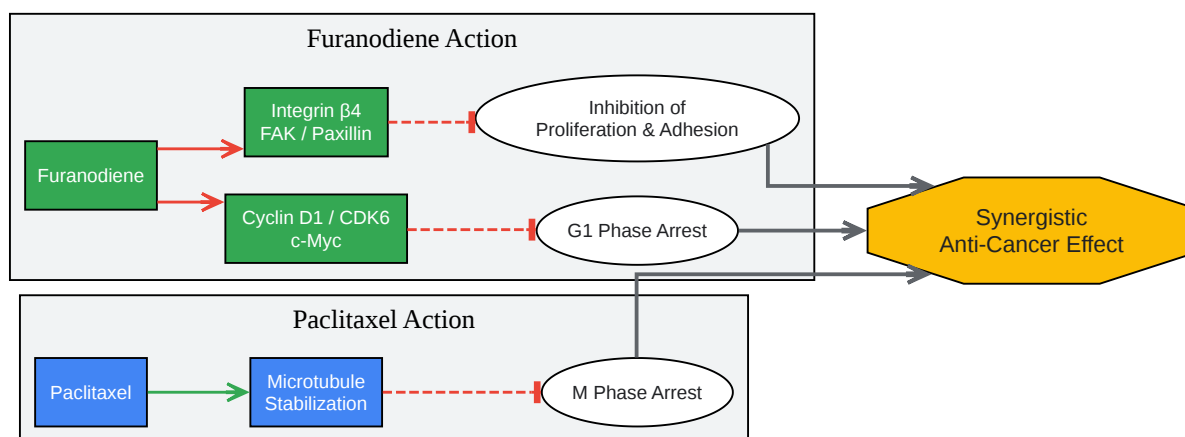 Furanodiene Action
Integrin β4
FAK / Paxillin
Inhibition of
Proliferation & Adhesion
Furanodiene
Cyclin D1 / CDK6
c-Myc
G1 Phase Arrest
Synergistic
Anti-Cancer Effect
Paclitaxel Action
Paclitaxel
Microtubule
Stabilization
M Phase Arrest